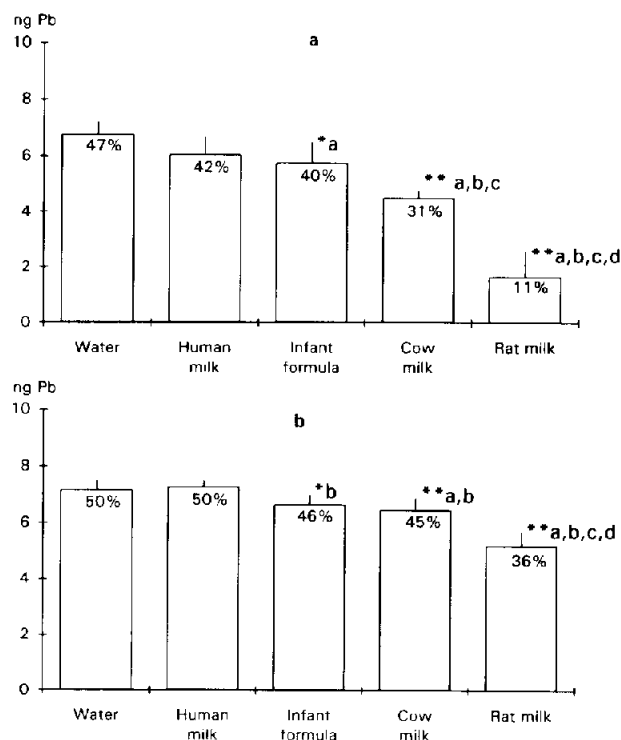 ng Pb
a
10
8
6
4
2
0
47%
42%
*a
40%
** a,b,c
31%
**a,b,c,d
11%
Water
Human milk
Infant formula
Cow milk
Rat milk
ng Pb
b
10
8
6
4
2
0
50%
50%
*b
46%
**a,b
45%
**a,b,c,d
36%
Water
Human milk
Infant formula
Cow milk
Rat milk